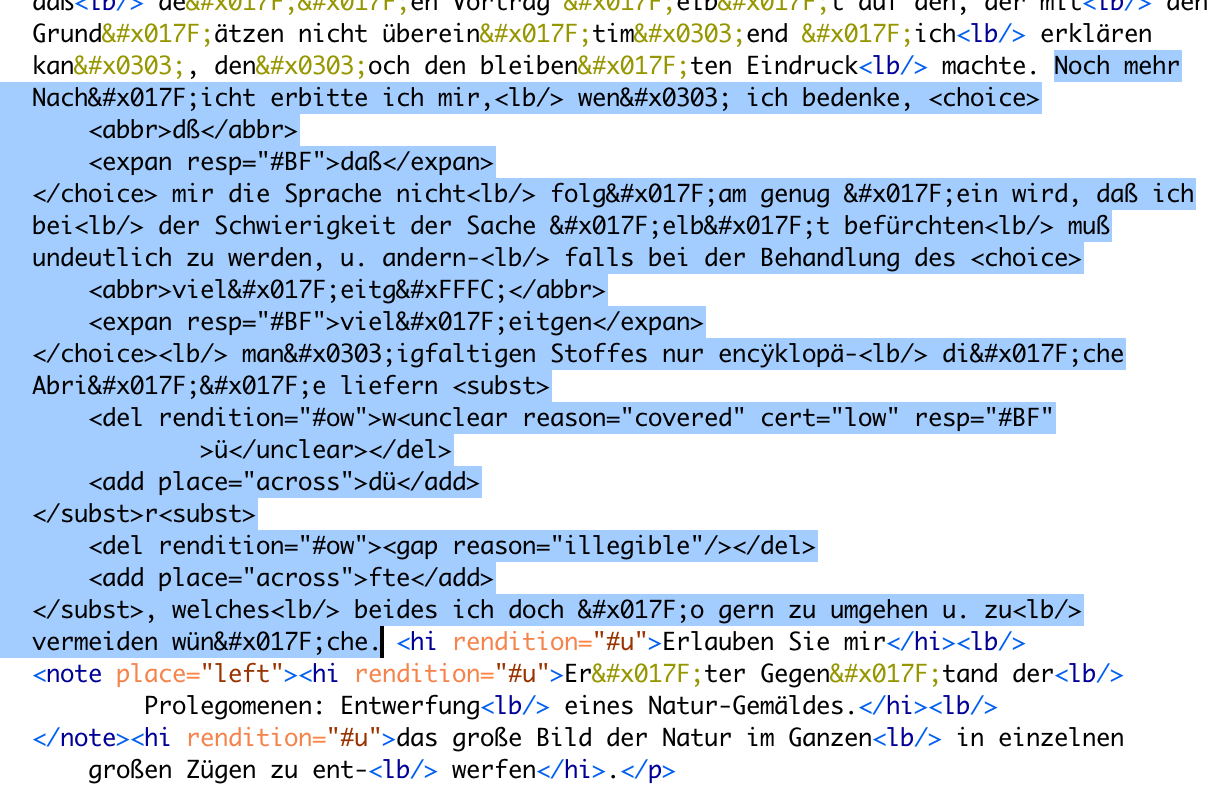 daß<lb/> de&#x017F;&#x017F;en Vortrag &#x017F;elb&#x017F;t auf den, der mit<lb/> den
Grund&#x017F;ätzen nicht überein&#x017F;tim&#x0303;end &#x017F;ich<lb/> erklären
kan&#x0303;, den&#x0303;och den bleiben&#x017F;ten Eindruck<lb/> machte. Noch mehr
Nach&#x017F;icht erbitte ich mir,<lb/> wen&#x0303; ich bedenke, <choice>
<abbr>dß</abbr>
<expan resp="#BF">daß</expan>
</choice> mir die Sprache nicht<lb/> folg&#x017F;am genug &#x017F;ein wird, daß ich
bei<lb/> der Schwierigkeit der Sache &#x017F;elb&#x017F;t befürchten<lb/> muß
undeutlich zu werden, u. andern-<lb/> falls bei der Behandlung des <choice>
<abbr>viel&#x017F;eitg&#xFFFC;</abbr>
<expan resp="#BF">viel&#x017F;eitgen</expan>
</choice><lb/> man&#x0303;igfaltigen Stoffes nur encÿklopä-<lb/> di&#x017F;che
Abri&#x017F;&#x017F;e liefern <subst>
<del rendition="#ow">w<unclear reason="covered" cert="low" resp="#BF"
>ü</unclear></del>
<add place="across">dü</add>
</subst>r<subst>
<del rendition="#ow"><gap reason="illegible"/></del>
<add place="across">fte</add>
</subst>, welches<lb/> beides ich doch &#x017F;o gern zu umgehen u. zu<lb/>
vermeiden wün&#x017F;che. <hi rendition="#u">Erlauben Sie mir</hi><lb/>
<note place="left"><hi rendition="#u">Er&#x017F;ter Gegen&#x017F;tand der<lb/>
Prolegomenen: Entwerfung<lb/> eines Natur-Gemäldes.</hi><lb/>
</note><hi rendition="#u">das große Bild der Natur im Ganzen<lb/> in einzelnen
großen Zügen zu ent-<lb/> werfen</hi>.</p>